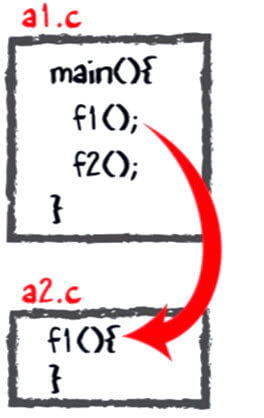 a1.c
main(){
f1();
f2();
}
a2.c
f1(){
}